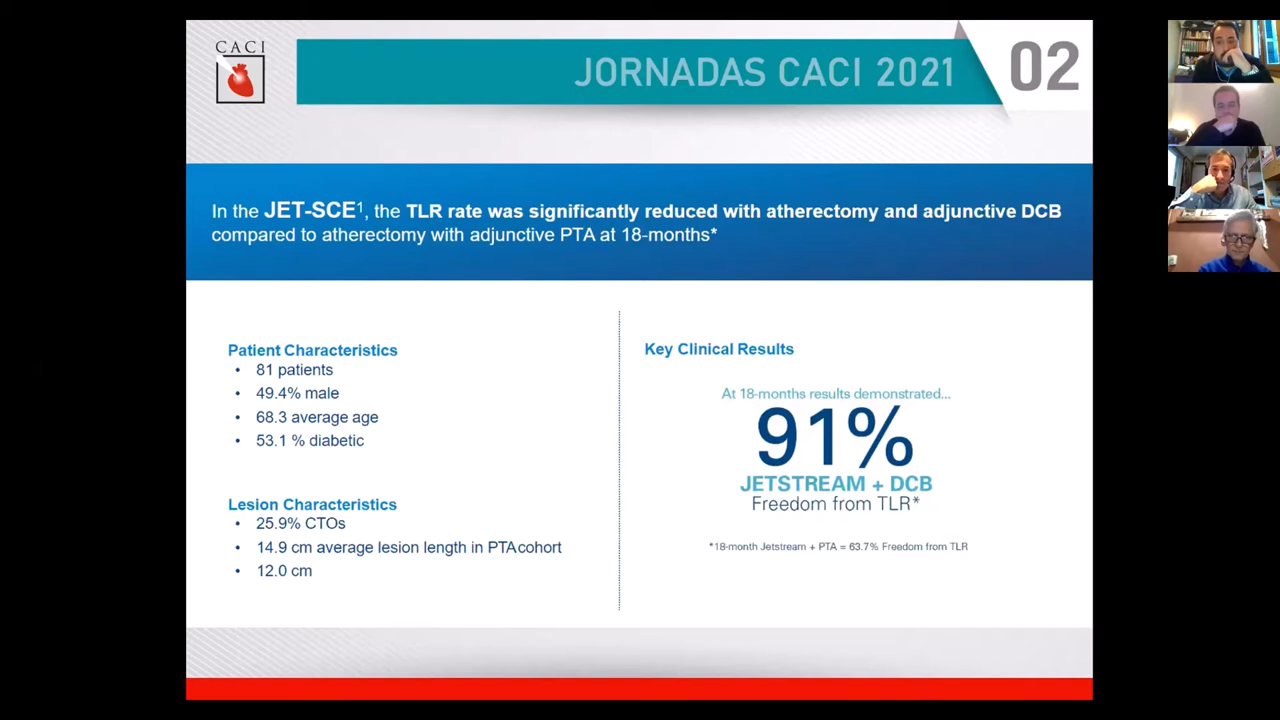 CACI
JORNADAS CACI 2021
02
In the JET-SCE¹, the TLR rate was significantly reduced with atherectomy and adjunctive DCB
compared to atherectomy with adjunctive PTA at 18-months*
Patient Characteristics
• 81 patients
• 49.4% male
• 68.3 average age
• 53.1 % diabetic
Lesion Characteristics
• 25.9% CTOs
• 14.9 cm average lesion length in PTAcohort
• 12.0 cm
Key Clinical Results
At 18-months results demonstrated...
91%
JETSTREAM + DCB
Freedom from TLR*
*18-month Jetstream + PTA = 63.7% Freedom from TLR